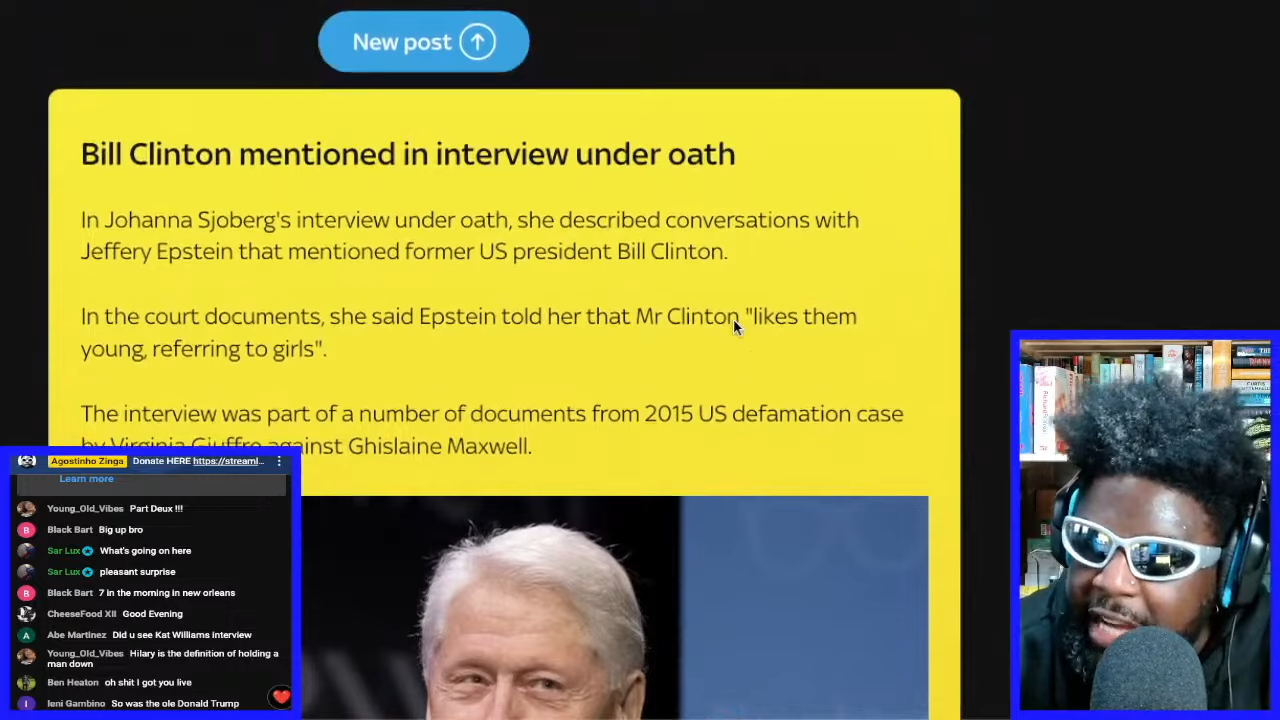 New post
Bill Clinton mentioned in interview under oath
In Johanna Sjoberg's interview under oath, she described conversations with
Jeffery Epstein that mentioned former US president Bill Clinton.
In the court documents, she said Epstein told her that Mr Clinton "likes them
young, referring to girls".
The interview was part of a number of documents from 2015 US defamation case
by Virginia Giuffre against Ghislaine Maxwell.
Agostinho Zinga Donate HERE https://streaml...
Learn more
Young_Old_Vibes Part Deux !!!
B Black Bart Big up bro
Sar Lux What's going on here
Sar Lux pleasant surprise
B Black Bart 7 in the morning in new orleans
CheeseFood XII Good Evening
A Abe Martinez Did u see Kat Williams interview
Young_Old_Vibes Hilary is the definition of holding a
man down
Ben Heaton oh shit I got you live
I Ieni Gambino So was the ole Donald Trump